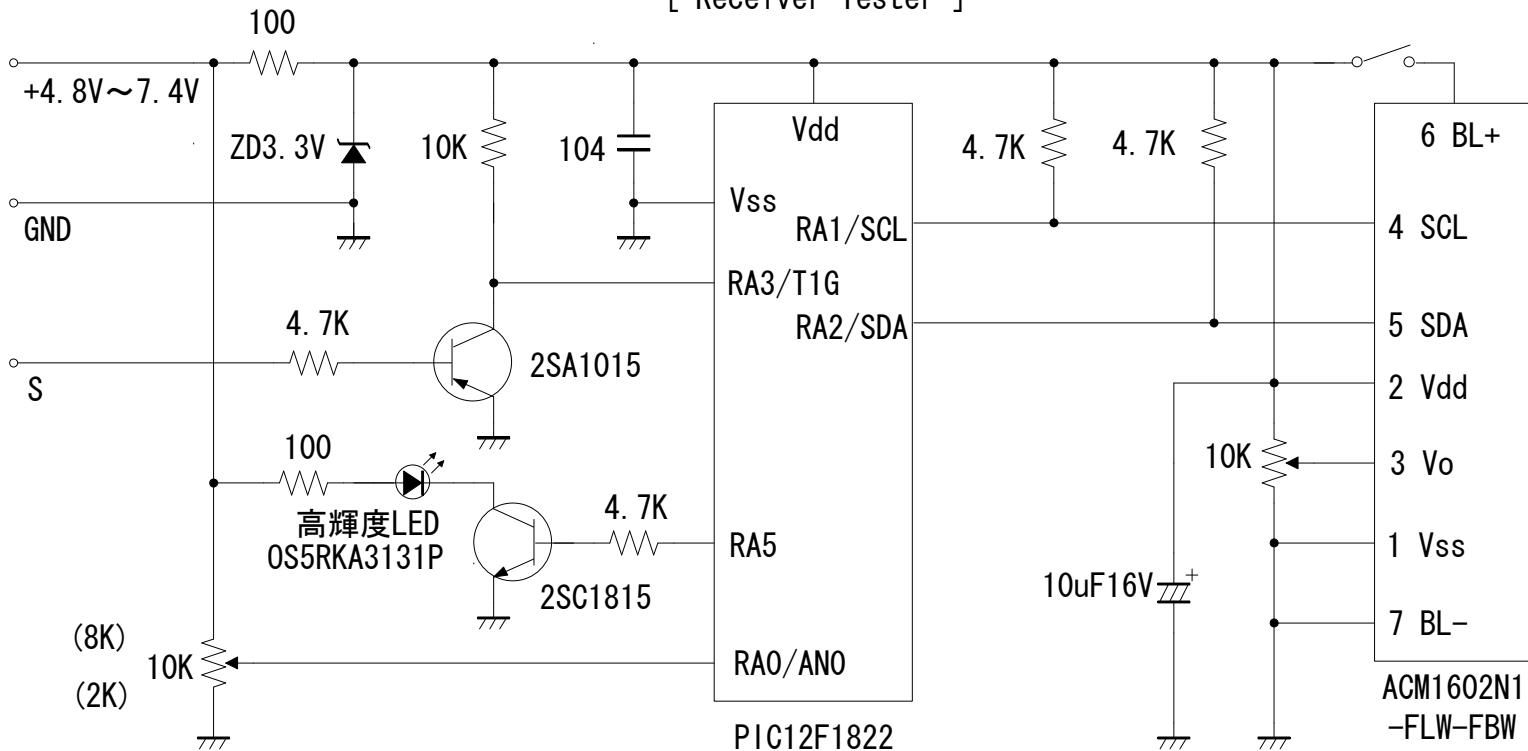 [ Receiver Tester ]
100
+4.8V～7.4V
ZD3.3V
10K
104
Vdd
4.7K
4.7K
6 BL+
GND
Vss
RA1/SCL
4 SCL
RA3/T1G
4.7K
RA2/SDA
5 SDA
S
2SA1015
2 Vdd
100
10K
3 Vo
高輝度LED
OS5RKA3131P
4.7K
RA5
1 Vss
2SC1815
10uF16V
+
7 BL-
(8K)
10K
(2K)
RA0/AN0
PIC12F1822
ACM1602N1
-FLW-FBW